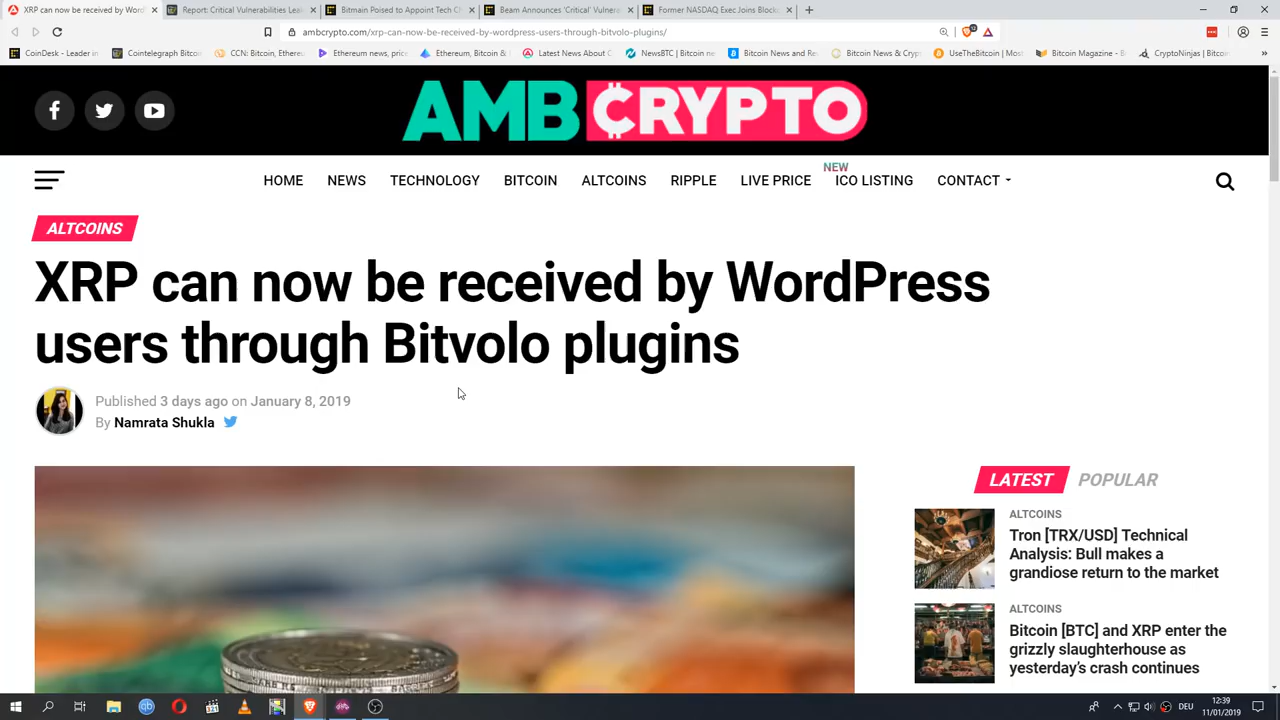 XRP can now be received by Word
Report: Critical Vulnerabilities Leak
Bitmain Poised to Appoint Tech Ch
Beam Announces 'Critical' Vulnera
Former NASDAQ Exec Joins Block
ambcrypto.com/xrp-can-now-be-received-by-wordpress-users-through-bitvolo-plugins/
CoinDesk - Leader in
Cointelegraph Bitco
CCN: Bitcoin, Ethereu
Ethereum news, price
Ethereum, Bitcoin &
Latest News About C
NewsBTC | Bitcoin ne
Bitcoin News and Re
Bitcoin News & Cryp
UseTheBitcoin | Most
Bitcoin Magazine - B
CryptoNinjas | Bitcoin
AMBCRYPTO
HOME NEWS TECHNOLOGY BITCOIN ALTCOINS RIPPLE LIVE PRICE NEW ICO LISTING CONTACT
ALTCOINS
XRP can now be received by WordPress
users through Bitvolo plugins
Published 3 days ago on January 8, 2019
By Namrata Shukla
LATEST POPULAR
ALTCOINS
Tron [TRX/USD] Technical
Analysis: Bull makes a
grandiose return to the market
ALTCOINS
Bitcoin [BTC] and XRP enter the
grizzly slaughterhouse as
yesterday's crash continues
DEU
12:39
11/01/2019